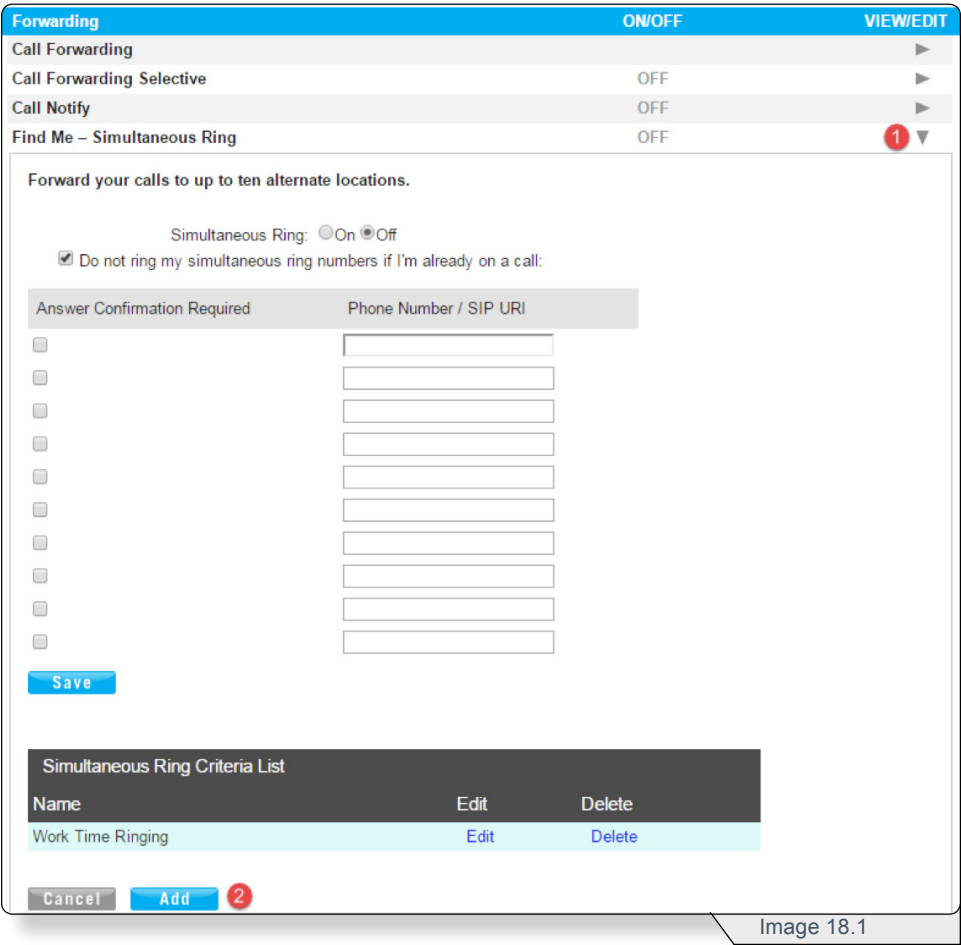 Forwarding ON/OFF VIEW/EDIT
Call Forwarding
Call Forwarding Selective OFF
Call Notify OFF
Find Me – Simultaneous Ring OFF 1
Forward your calls to up to ten alternate locations.
Simultaneous Ring: On Off
Do not ring my simultaneous ring numbers if I'm already on a call:
Answer Confirmation Required Phone Number / SIP URI
Save
Simultaneous Ring Criteria List
Name Edit Delete
Work Time Ringing Edit Delete
Cancel Add 2
Image 18.1